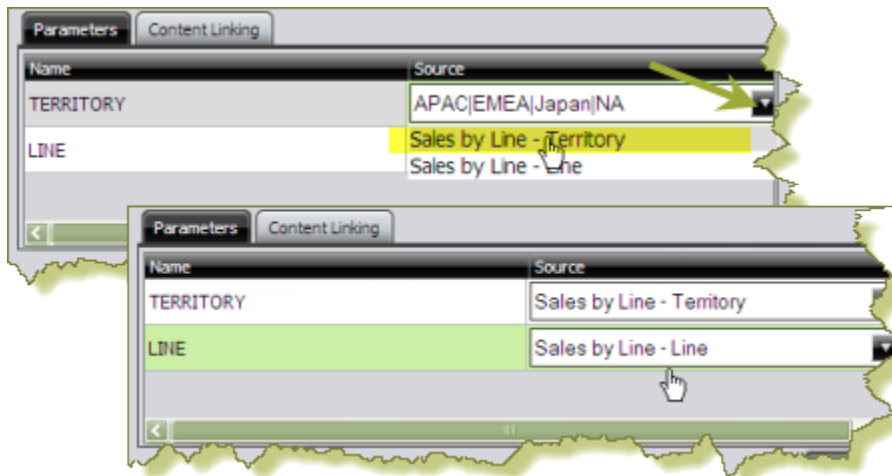 Parameters Content Linking
Name Source
TERRITORY APAC|EMEA|Japan|NA
Sales by Line - Territory
LINE
Sales by Line - Line
Parameters Content Linking
Name Source
TERRITORY Sales by Line - Territory
LINE Sales by Line - Line